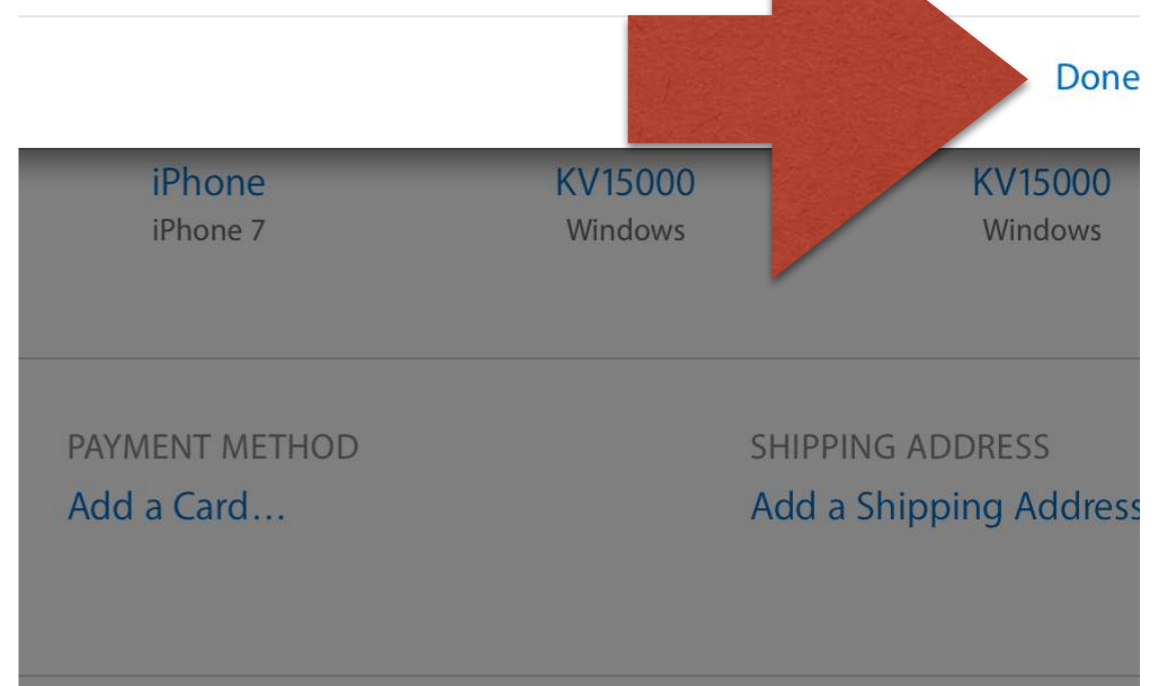 Done
iPhone KV15000 KV15000
iPhone 7 Windows Windows
PAYMENT METHOD SHIPPING ADDRESS
Add a Card… Add a Shipping Address